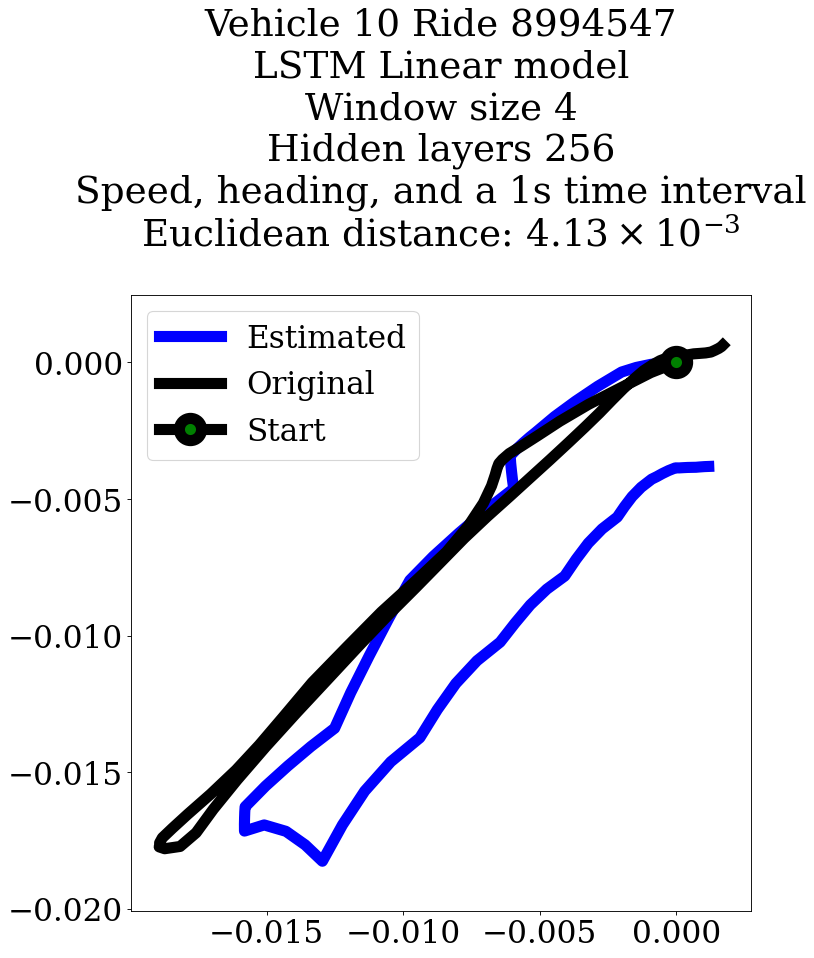 Vehicle 10 Ride 8994547
LSTM Linear model
Window size 4
Hidden layers 256
Speed, heading, and a 1s time interval
Euclidean distance: 4.13 × 10⁻³
Estimated
Original
Start
0.000
−0.005
−0.010
−0.015
−0.020
−0.015 −0.010 −0.005 0.000